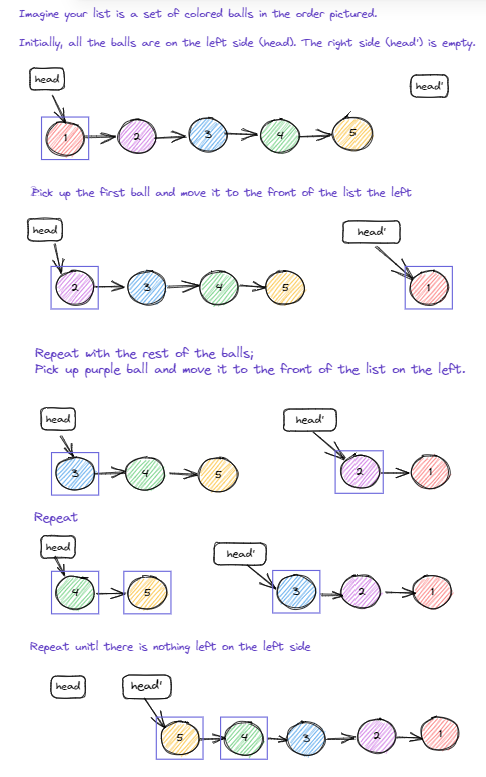 Imagine your list is a set of colored balls in the order pictured.
Initially, all the balls are on the left side (head). The right side (head') is empty.
head head'
1 2 3 4 5
Pick up the first ball and move it to the front of the list the left
head head'
2 3 4 5 1
Repeat with the rest of the balls;
Pick up purple ball and move it to the front of the list on the left.
head head'
3 4 5 2 1
Repeat
head head'
4 5 3 2 1
Repeat unitl there is nothing left on the left side
head head'
5 4 3 2 1